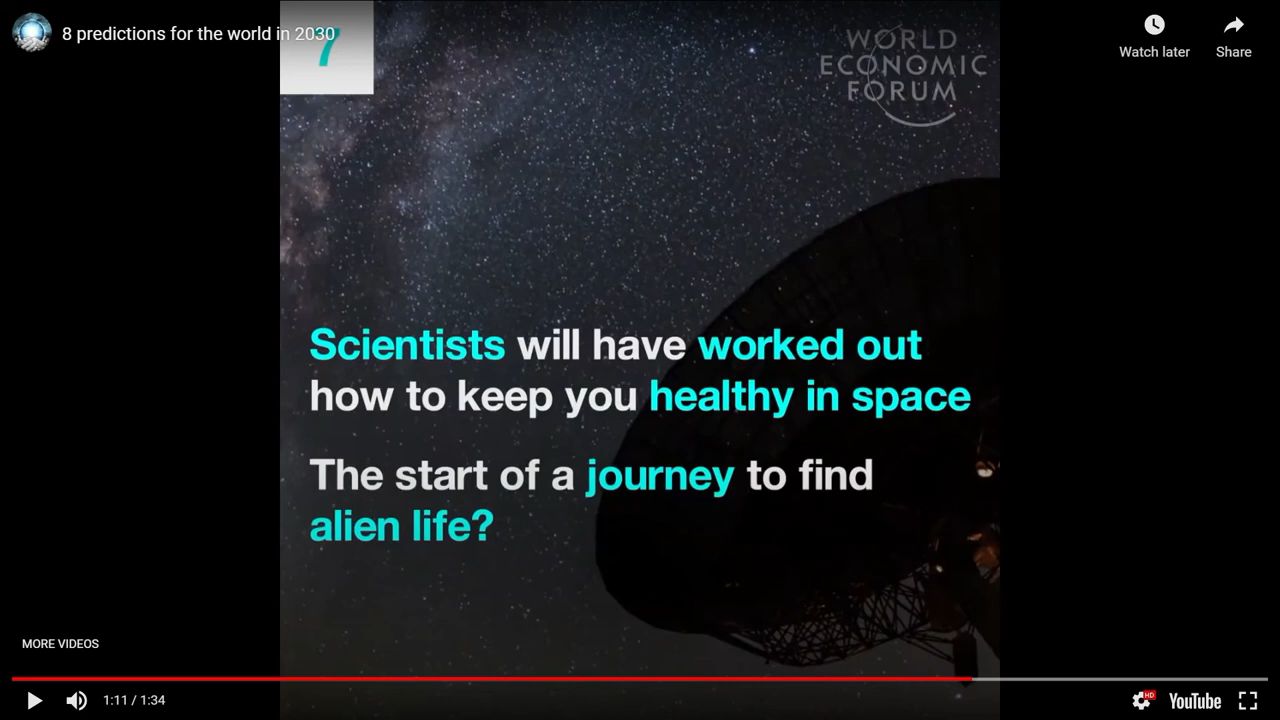 8 predictions for the world in 2030
7
WORLD
ECONOMIC
FORUM
Watch later
Share
Scientists will have worked out
how to keep you healthy in space
The start of a journey to find
alien life?
MORE VIDEOS
1:11 / 1:34
HD
YouTube